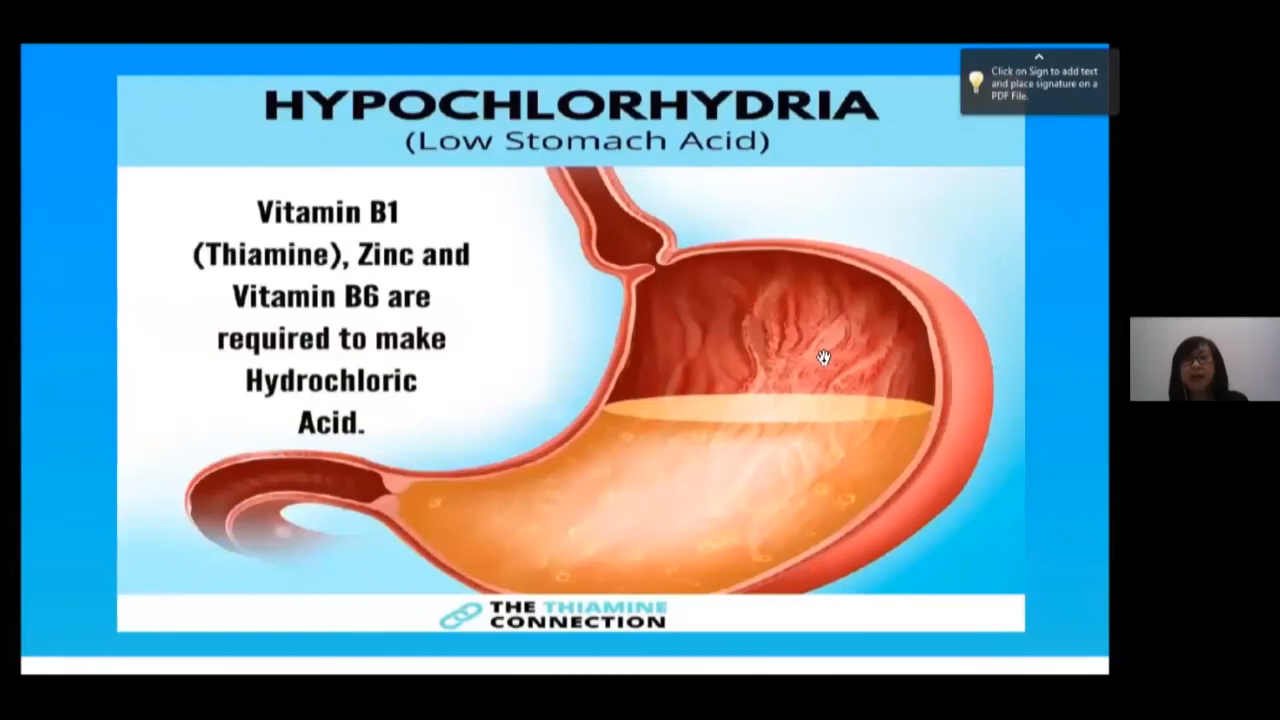 HYPOCHLORHYDRIA
(Low Stomach Acid)
Click on Sign to add text
and place signature on a
PDF File.
Vitamin B1
(Thiamine), Zinc and
Vitamin B6 are
required to make
Hydrochloric
Acid.
THE THIAMINE
CONNECTION